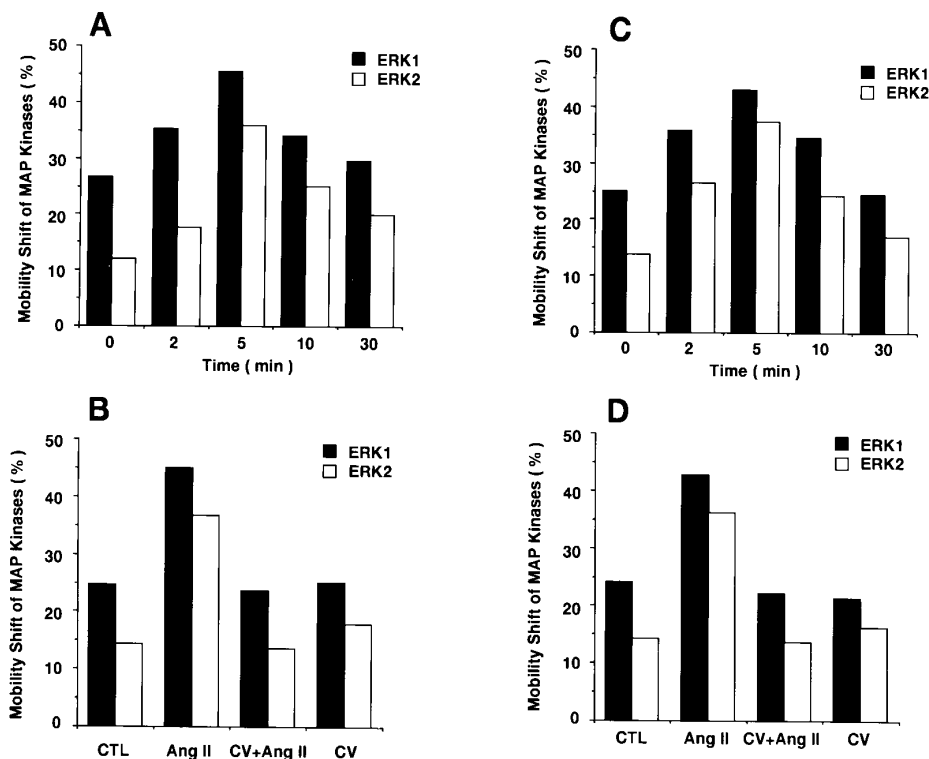 A
Mobility Shift of MAP Kinases ( % )
50
40
30
20
10
0
ERK1
ERK2
0 2 5 10 30
Time ( min )
C
Mobility Shift of MAP Kinases ( % )
50
40
30
20
10
0
ERK1
ERK2
0 2 5 10 30
Time ( min )
B
Mobility Shift of MAP Kinases ( % )
50
40
30
20
10
0
ERK1
ERK2
CTL Ang II CV+Ang II CV
D
Mobility Shift of MAP Kinases ( % )
50
40
30
20
10
0
ERK1
ERK2
CTL Ang II CV+Ang II CV